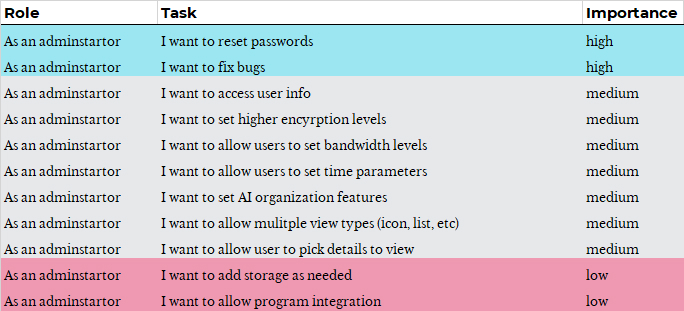 Role Task Importance
As an adminstartor I want to reset passwords high
As an adminstartor I want to fix bugs high
As an adminstartor I want to access user info medium
As an adminstartor I want to set higher encyrption levels medium
As an adminstartor I want to allow users to set bandwidth levels medium
As an adminstartor I want to allow users to set time parameters medium
As an adminstartor I want to set AI organization features medium
As an adminstartor I want to allow mulitple view types (icon, list, etc) medium
As an adminstartor I want to allow user to pick details to view medium
As an adminstartor I want to add storage as needed low
As an adminstartor I want to allow program integration low